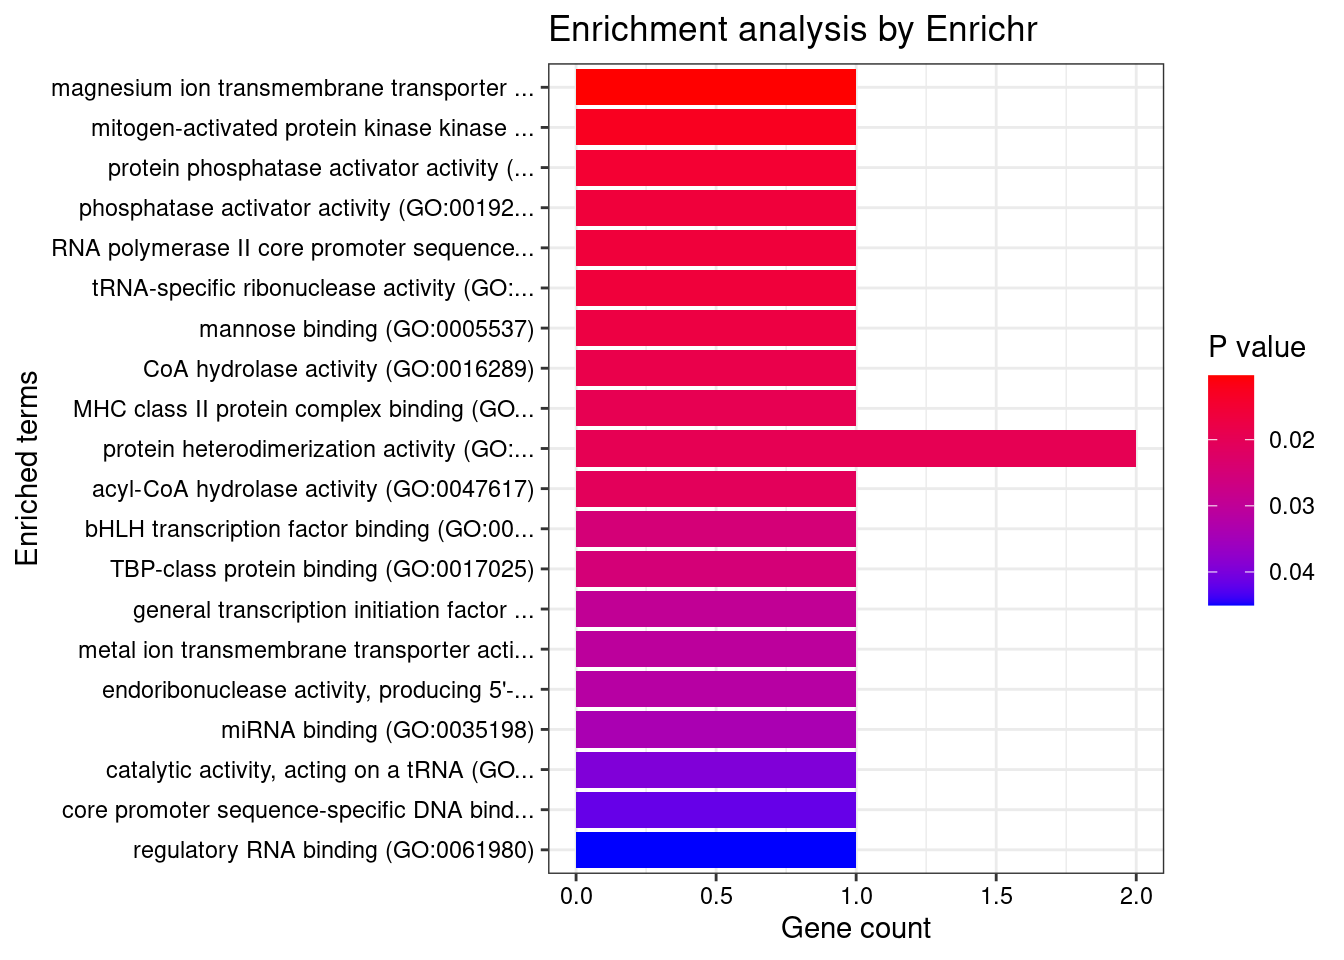 Enrichment analysis by Enrichr
magnesium ion transmembrane transporter ...
mitogen-activated protein kinase kinase ...
protein phosphatase activator activity (...
phosphatase activator activity (GO:00192...
RNA polymerase II core promoter sequence...
tRNA-specific ribonuclease activity (GO:...
mannose binding (GO:0005537)
CoA hydrolase activity (GO:0016289)
MHC class II protein complex binding (GO...
protein heterodimerization activity (GO:...
acyl-CoA hydrolase activity (GO:0047617)
bHLH transcription factor binding (GO:00...
TBP-class protein binding (GO:0017025)
general transcription initiation factor ...
metal ion transmembrane transporter acti...
endoribonuclease activity, producing 5'-...
miRNA binding (GO:0035198)
catalytic activity, acting on a tRNA (GO...
core promoter sequence-specific DNA bind...
regulatory RNA binding (GO:0061980)
Enriched terms
0.0 0.5 1.0 1.5 2.0
Gene count
P value
0.02
0.03
0.04